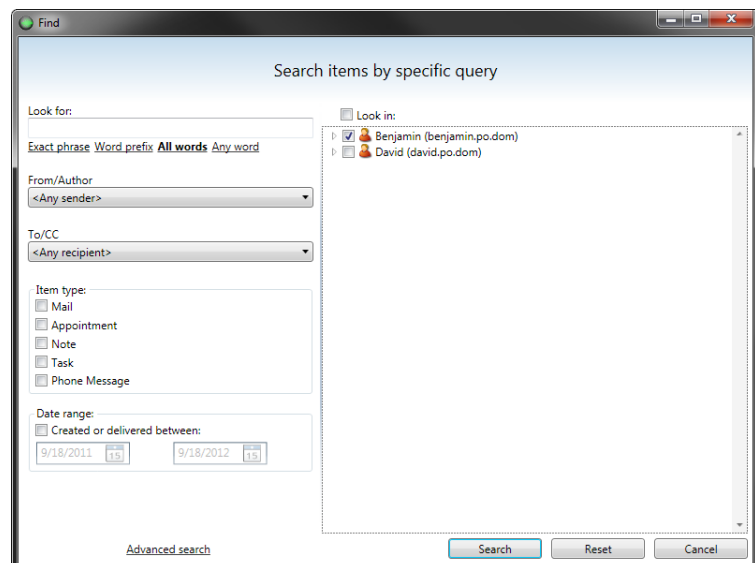 Find
Search items by specific query
Look for:
Exact phrase Word prefix All words Any word
From/Author
<Any sender>
To/CC
<Any recipient>
Item type:
Mail
Appointment
Note
Task
Phone Message
Date range:
Created or delivered between:
9/18/2011 15 9/18/2012 15
Advanced search
Look in:
Benjamin (benjamin.po.dom)
David (david.po.dom)
Search Reset Cancel